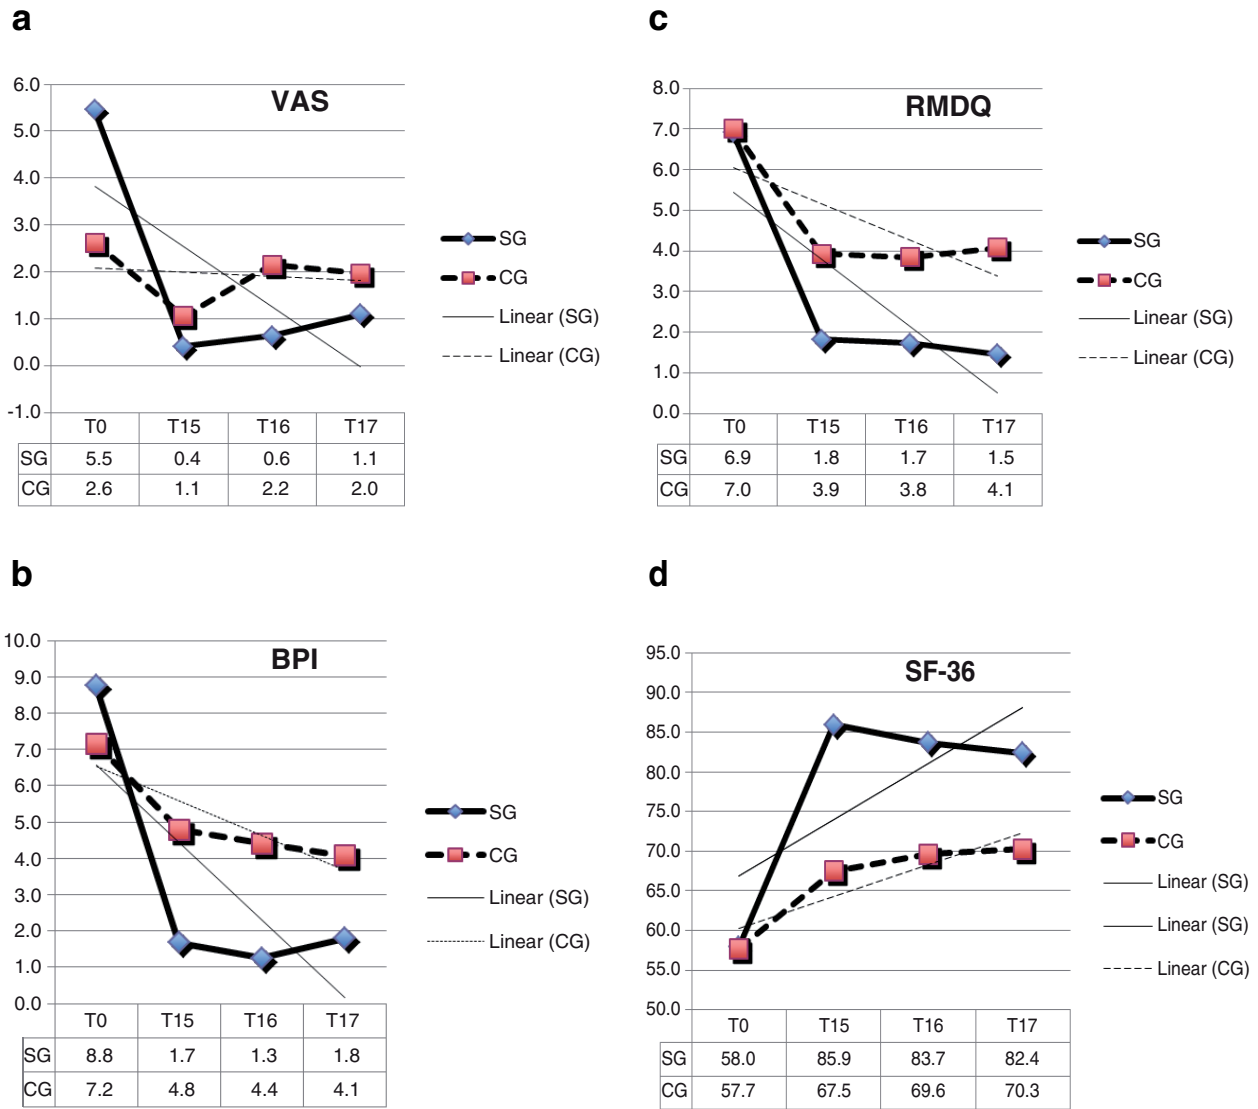 a
VAS
6.0
5.0
4.0
3.0
2.0
1.0
0.0
-1.0
SG
CG
Linear (SG)
Linear (CG)
T0 T15 T16 T17
SG 5.5 0.4 0.6 1.1
CG 2.6 1.1 2.2 2.0
c
RMDQ
8.0
7.0
6.0
5.0
4.0
3.0
2.0
1.0
0.0
SG
CG
Linear (SG)
Linear (CG)
T0 T15 T16 T17
SG 6.9 1.8 1.7 1.5
CG 7.0 3.9 3.8 4.1
b
BPI
10.0
9.0
8.0
7.0
6.0
5.0
4.0
3.0
2.0
1.0
0.0
SG
CG
Linear (SG)
Linear (CG)
T0 T15 T16 T17
SG 8.8 1.7 1.3 1.8
CG 7.2 4.8 4.4 4.1
d
SF-36
95.0
90.0
85.0
80.0
75.0
70.0
65.0
60.0
55.0
50.0
SG
CG
Linear (SG)
Linear (SG)
Linear (CG)
T0 T15 T16 T17
SG 58.0 85.9 83.7 82.4
CG 57.7 67.5 69.6 70.3